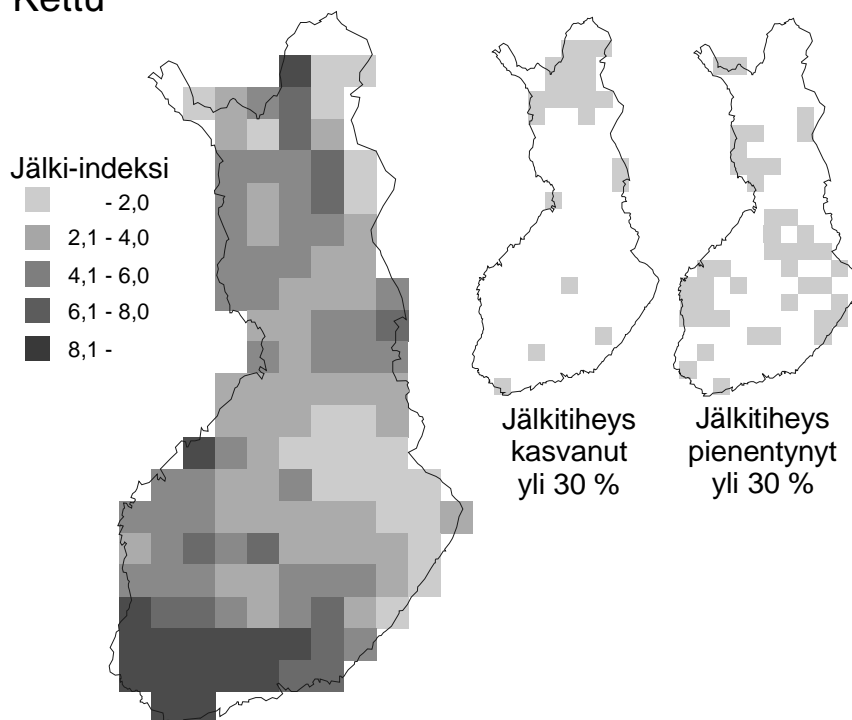 Kettu
Jälki-indeksi
- 2,0
2,1 - 4,0
4,1 - 6,0
6,1 - 8,0
8,1 -
Jälkitiheys
kasvanut
yli 30 %
Jälkitiheys
pienentynyt
yli 30 %